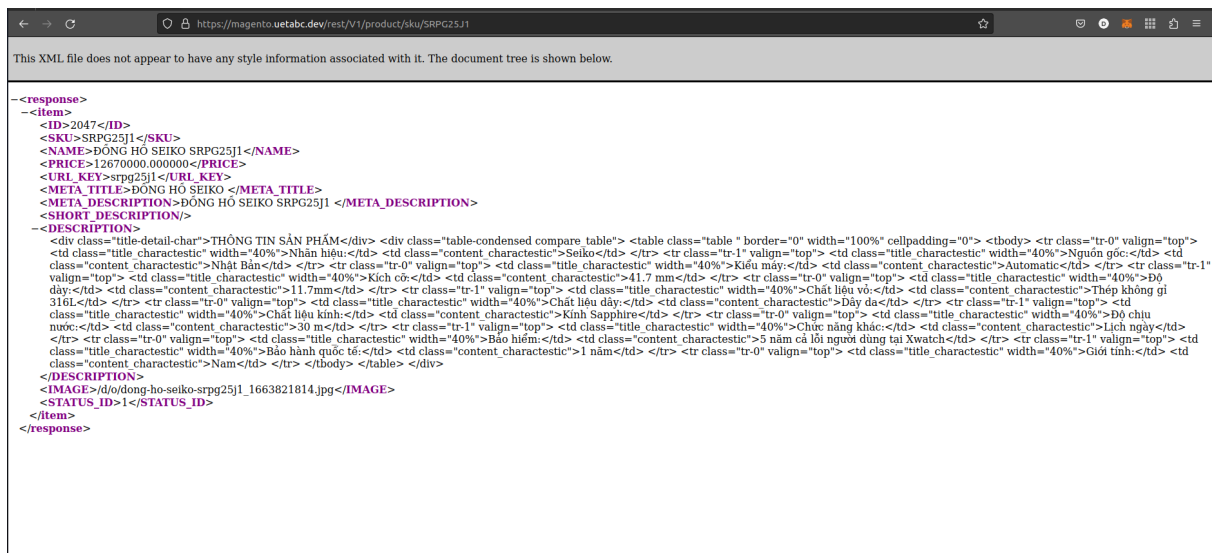 https://magento.uetabc.dev/rest/V1/product/sku/SRPG25J1
This XML file does not appear to have any style information associated with it. The document tree is shown below.
−<response>
−<item>
<ID>2047</ID>
<SKU>SRPG25J1</SKU>
<NAME>ĐỒNG HỒ SEIKO SRPG25J1</NAME>
<PRICE>12670000.000000</PRICE>
<URL_KEY>srpg25j1</URL_KEY>
<META_TITLE>ĐỒNG HỒ SEIKO </META_TITLE>
<META_DESCRIPTION>ĐỒNG HỒ SEIKO SRPG25J1 </META_DESCRIPTION>
<SHORT_DESCRIPTION/>
−<DESCRIPTION>
<div class="title-detail-char">THÔNG TIN SẢN PHẨM</div> <div class="table-condensed compare_table"> <table class="table " border="0" width="100%" cellpadding="0"> <tbody> <tr class="tr-0" valign="top">
<td class="title_charactestic" width="40%">Nhãn hiệu:</td> <td class="content_charactestic">Seiko</td> </tr> <tr class="tr-1" valign="top"> <td class="title_charactestic" width="40%">Nguồn gốc:</td> <td
class="content_charactestic">Nhật Bản</td> </tr> <tr class="tr-0" valign="top"> <td class="title_charactestic" width="40%">Kiểu máy:</td> <td class="content_charactestic">Automatic</td> </tr> <tr class="tr-1"
valign="top"> <td class="title_charactestic" width="40%">Kích cỡ:</td> <td class="content_charactestic">41.7 mm</td> </tr> <tr class="tr-0" valign="top"> <td class="title_charactestic" width="40%">Độ
dày:</td> <td class="content_charactestic">11.7mm</td> </tr> <tr class="tr-1" valign="top"> <td class="title_charactestic" width="40%">Chất liệu vỏ:</td> <td class="content_charactestic">Thép không gỉ
316L</td> </tr> <tr class="tr-0" valign="top"> <td class="title_charactestic" width="40%">Chất liệu dây:</td> <td class="content_charactestic">Dây da</td> </tr> <tr class="tr-1" valign="top"> <td
class="title_charactestic" width="40%">Chất liệu kính:</td> <td class="content_charactestic">Kính Sapphire</td> </tr> <tr class="tr-0" valign="top"> <td class="title_charactestic" width="40%">Độ chịu
nước:</td> <td class="content_charactestic">30 m</td> </tr> <tr class="tr-1" valign="top"> <td class="title_charactestic" width="40%">Chức năng khác:</td> <td class="content_charactestic">Lịch ngày</td>
</tr> <tr class="tr-0" valign="top"> <td class="title_charactestic" width="40%">Bảo hiểm:</td> <td class="content_charactestic">5 năm cả lỗi người dùng tại Xwatch</td> </tr> <tr class="tr-1" valign="top"> <td
class="title_charactestic" width="40%">Bảo hành quốc tế:</td> <td class="content_charactestic">1 năm</td> </tr> <tr class="tr-0" valign="top"> <td class="title_charactestic" width="40%">Giới tính:</td> <td
class="content_charactestic">Nam</td> </tr> </tbody> </table> </div>
</DESCRIPTION>
<IMAGE>/d/o/dong-ho-seiko-srpg25j1_1663821814.jpg</IMAGE>
<STATUS_ID>1</STATUS_ID>
</item>
</response>